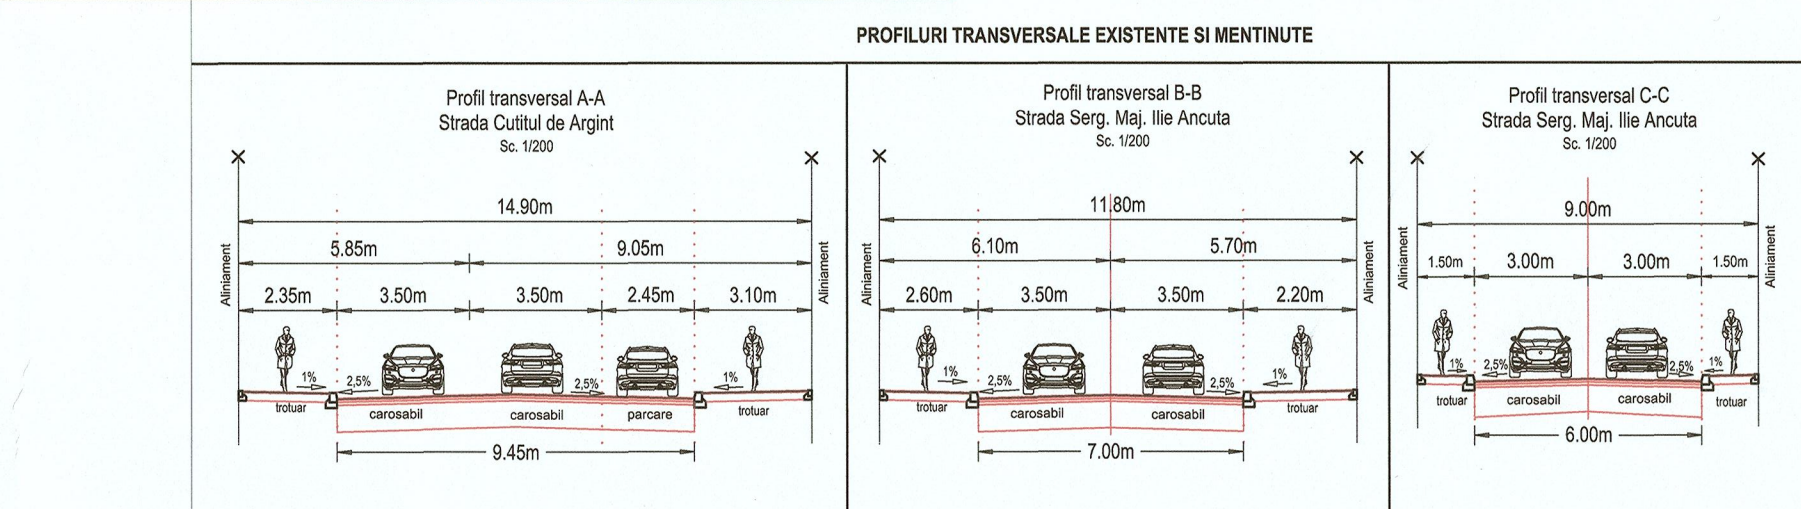 PROFILURI TRANSVERSALE EXISTENTE SI MENTINUTE
Profil transversal A-A
Strada Cutitul de Argint
Sc. 1/200
14.90m
5.85m 9.05m
2.35m 3.50m 3.50m 2.45m 3.10m
Aliniament
Aliniament
1% 2,5% 2,5% 1%
trotuar carosabil carosabil parcare trotuar
9.45m
Profil transversal B-B
Strada Serg. Maj. Ilie Ancuta
Sc. 1/200
11.80m
6.10m 5.70m
2.60m 3.50m 3.50m 2.20m
Aliniament
Aliniament
1% 2,5% 2,5% 1%
trotuar carosabil carosabil trotuar
7.00m
Profil transversal C-C
Strada Serg. Maj. Ilie Ancuta
Sc. 1/200
9.00m
1.50m 3.00m 3.00m 1.50m
Aliniament
Aliniament
1% 2,5% 2,5% 1%
trotuar carosabil carosabil trotuar
6.00m